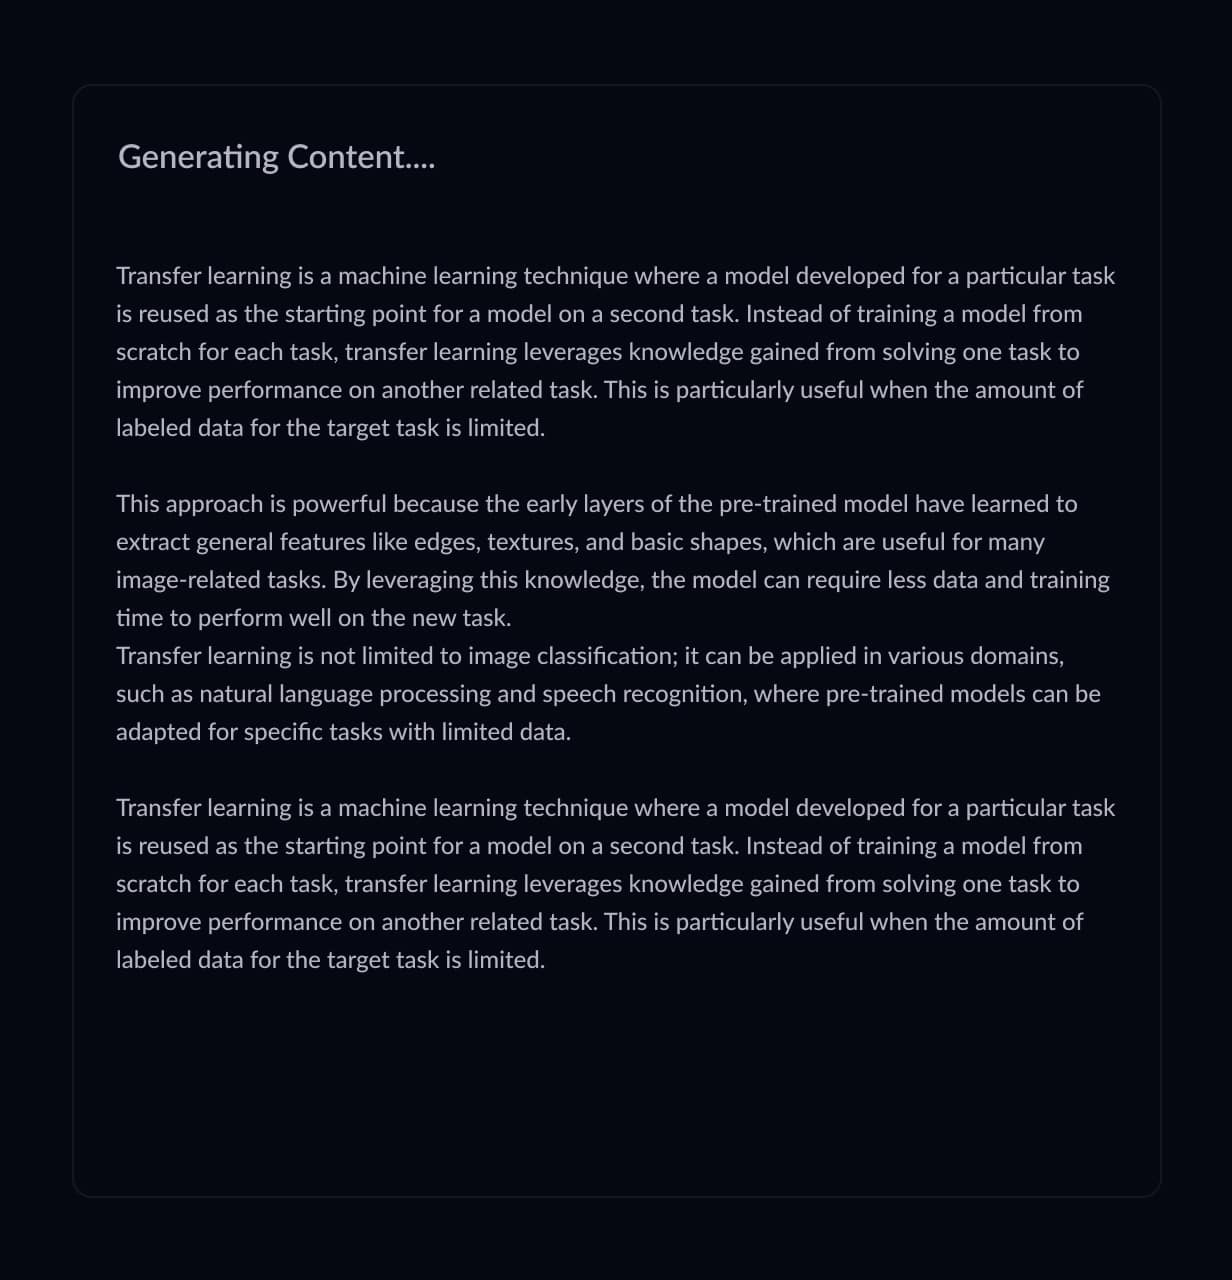 Generating Content....
Transfer learning is a machine learning technique where a model developed for a particular task
is reused as the starting point for a model on a second task. Instead of training a model from
scratch for each task, transfer learning leverages knowledge gained from solving one task to
improve performance on another related task. This is particularly useful when the amount of
labeled data for the target task is limited.
This approach is powerful because the early layers of the pre-trained model have learned to
extract general features like edges, textures, and basic shapes, which are useful for many
image-related tasks. By leveraging this knowledge, the model can require less data and training
time to perform well on the new task.
Transfer learning is not limited to image classification; it can be applied in various domains,
such as natural language processing and speech recognition, where pre-trained models can be
adapted for specific tasks with limited data.
Transfer learning is a machine learning technique where a model developed for a particular task
is reused as the starting point for a model on a second task. Instead of training a model from
scratch for each task, transfer learning leverages knowledge gained from solving one task to
improve performance on another related task. This is particularly useful when the amount of
labeled data for the target task is limited.